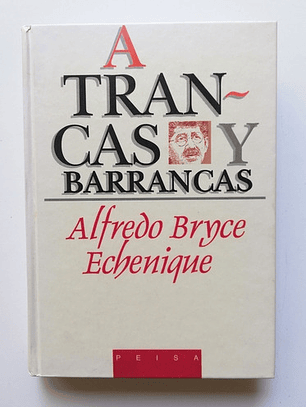 A
TRAN~
CAS Y
BARRANCAS
Alfredo Bryce
Echenique
PEISA